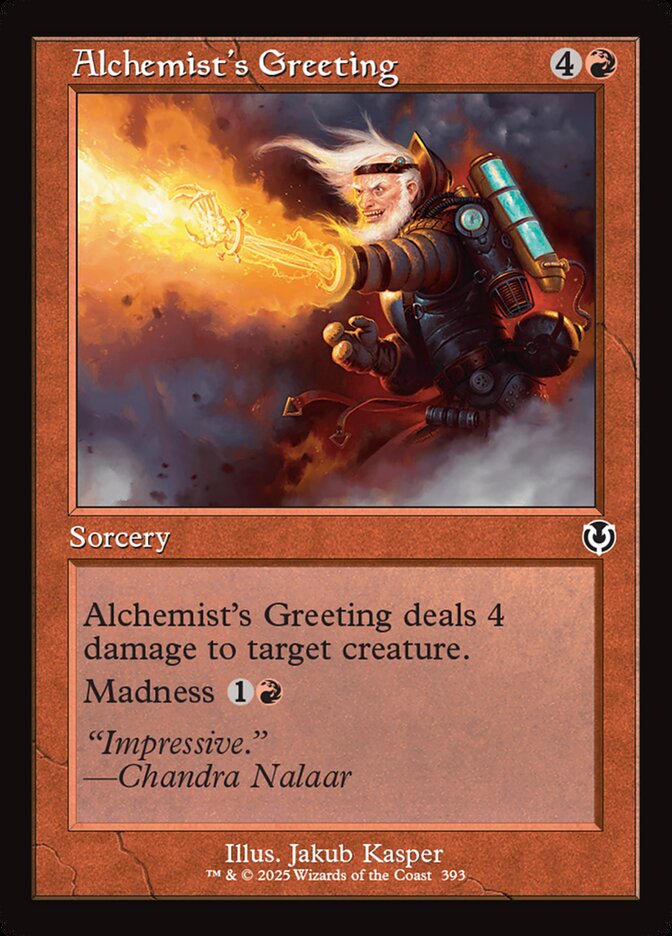 Alchemist's Greeting 4
Sorcery
Alchemist's Greeting deals 4
damage to target creature.
Madness 1
“Impressive.”
—Chandra Nalaar
Illus. Jakub Kasper
™ & © 2025 Wizards of the Coast 393